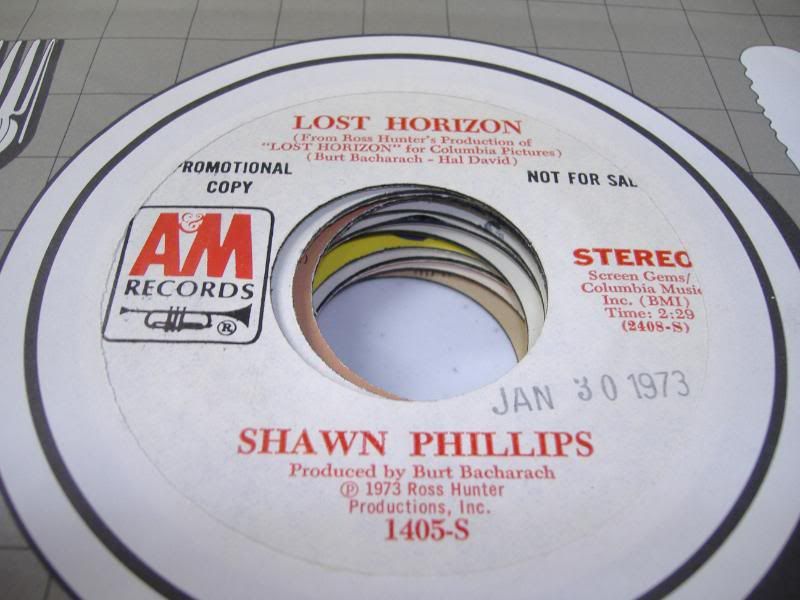 LOST HORIZON
(From Ross Hunter's Production of
"LOST HORIZON" for Columbia Pictures)
(Burt Bacharach - Hal David)
ROMOTIONAL
COPY
NOT FOR SAL
A&M
RECORDS
®
STEREO
Screen Gems/
Columbia Music
Inc. (BMI)
Time: 2:29
(2408-S)
JAN 30 1973
SHAWN PHILLIPS
Produced by Burt Bacharach
℗ 1973 Ross Hunter
Productions, Inc.
1405-S